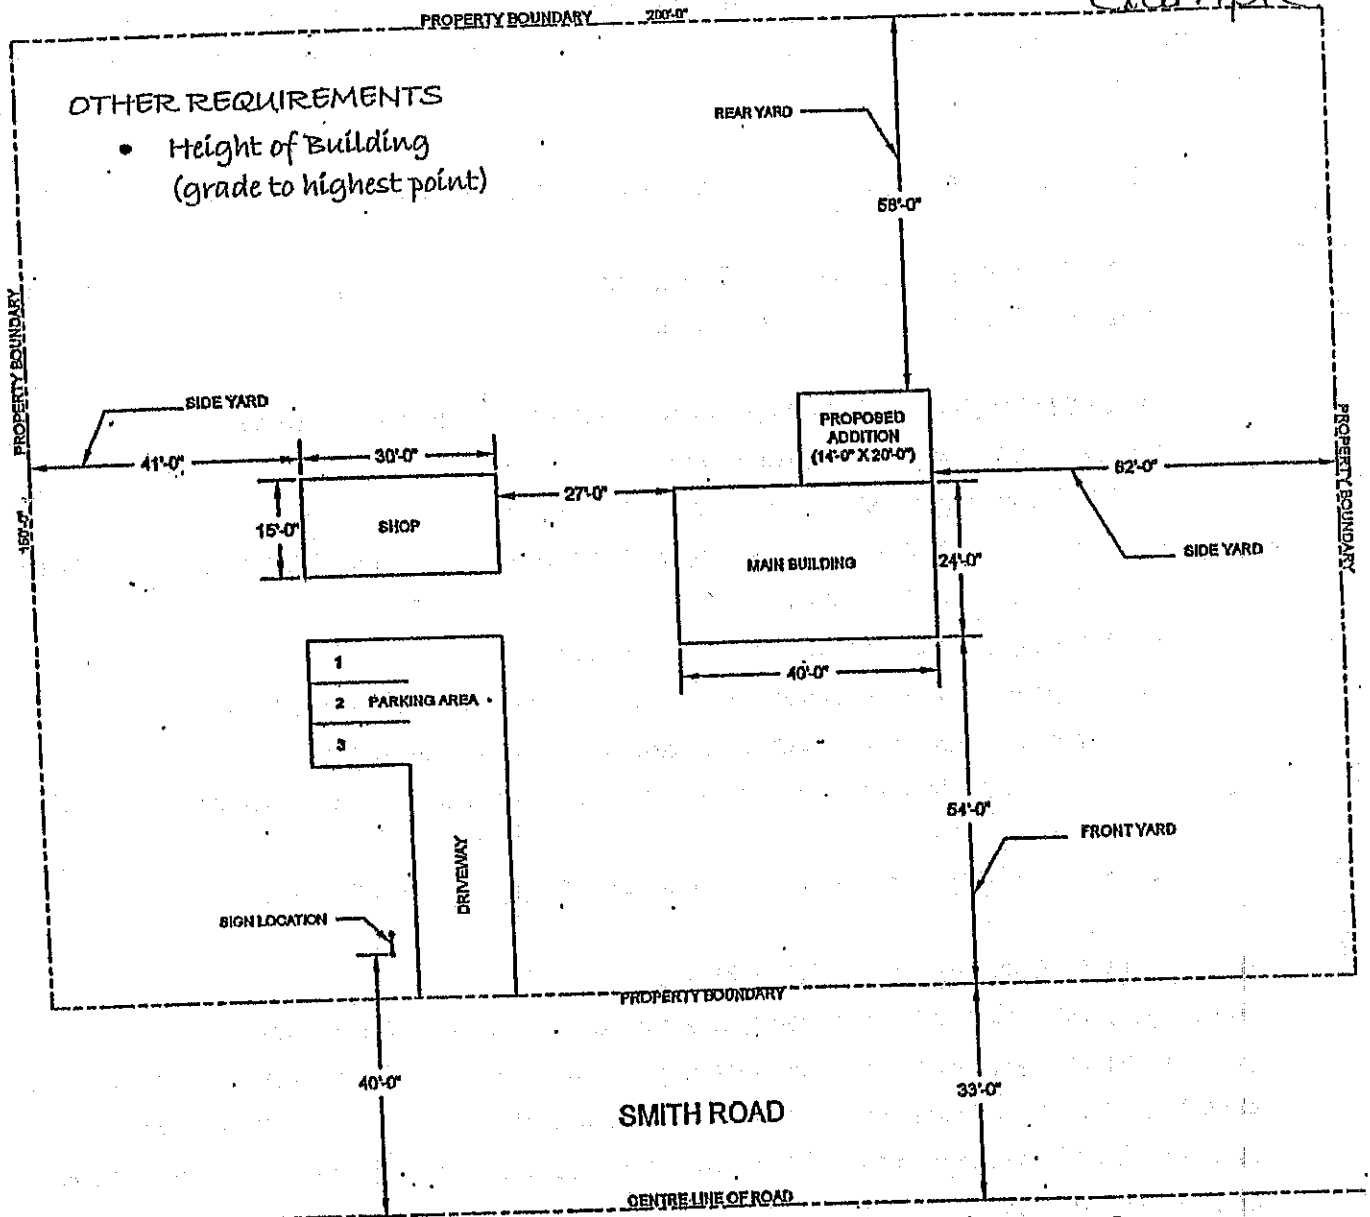 PROPERTY BOUNDARY 200'-0"
OTHER REQUIREMENTS
• Height of Building
(grade to highest point)
REAR YARD
58'-0"
PROPERTY BOUNDARY
150'-0"
SIDE YARD
41'-0"
30'-0"
15'-0"
SHOP
27'-0"
PROPOSED
ADDITION
(14'-0" X 20'-0")
62'-0"
PROPERTY BOUNDARY
SIDE YARD
MAIN BUILDING
24'-0"
40'-0"
1
2 PARKING AREA
3
54'-0"
FRONT YARD
DRIVEWAY
SIGN LOCATION
PROPERTY BOUNDARY
40'-0"
33'-0"
SMITH ROAD
CENTRE LINE OF ROAD